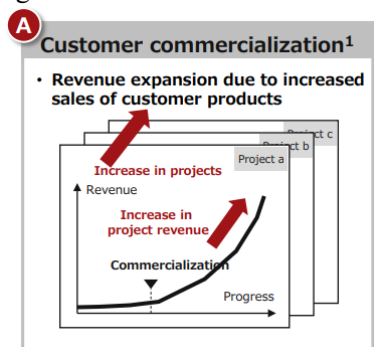 A
Customer commercialization1
• Revenue expansion due to increased
sales of customer products
Project c
Project b
Project a
Increase in projects
Revenue
Increase in
project revenue
Commercialization
Progress